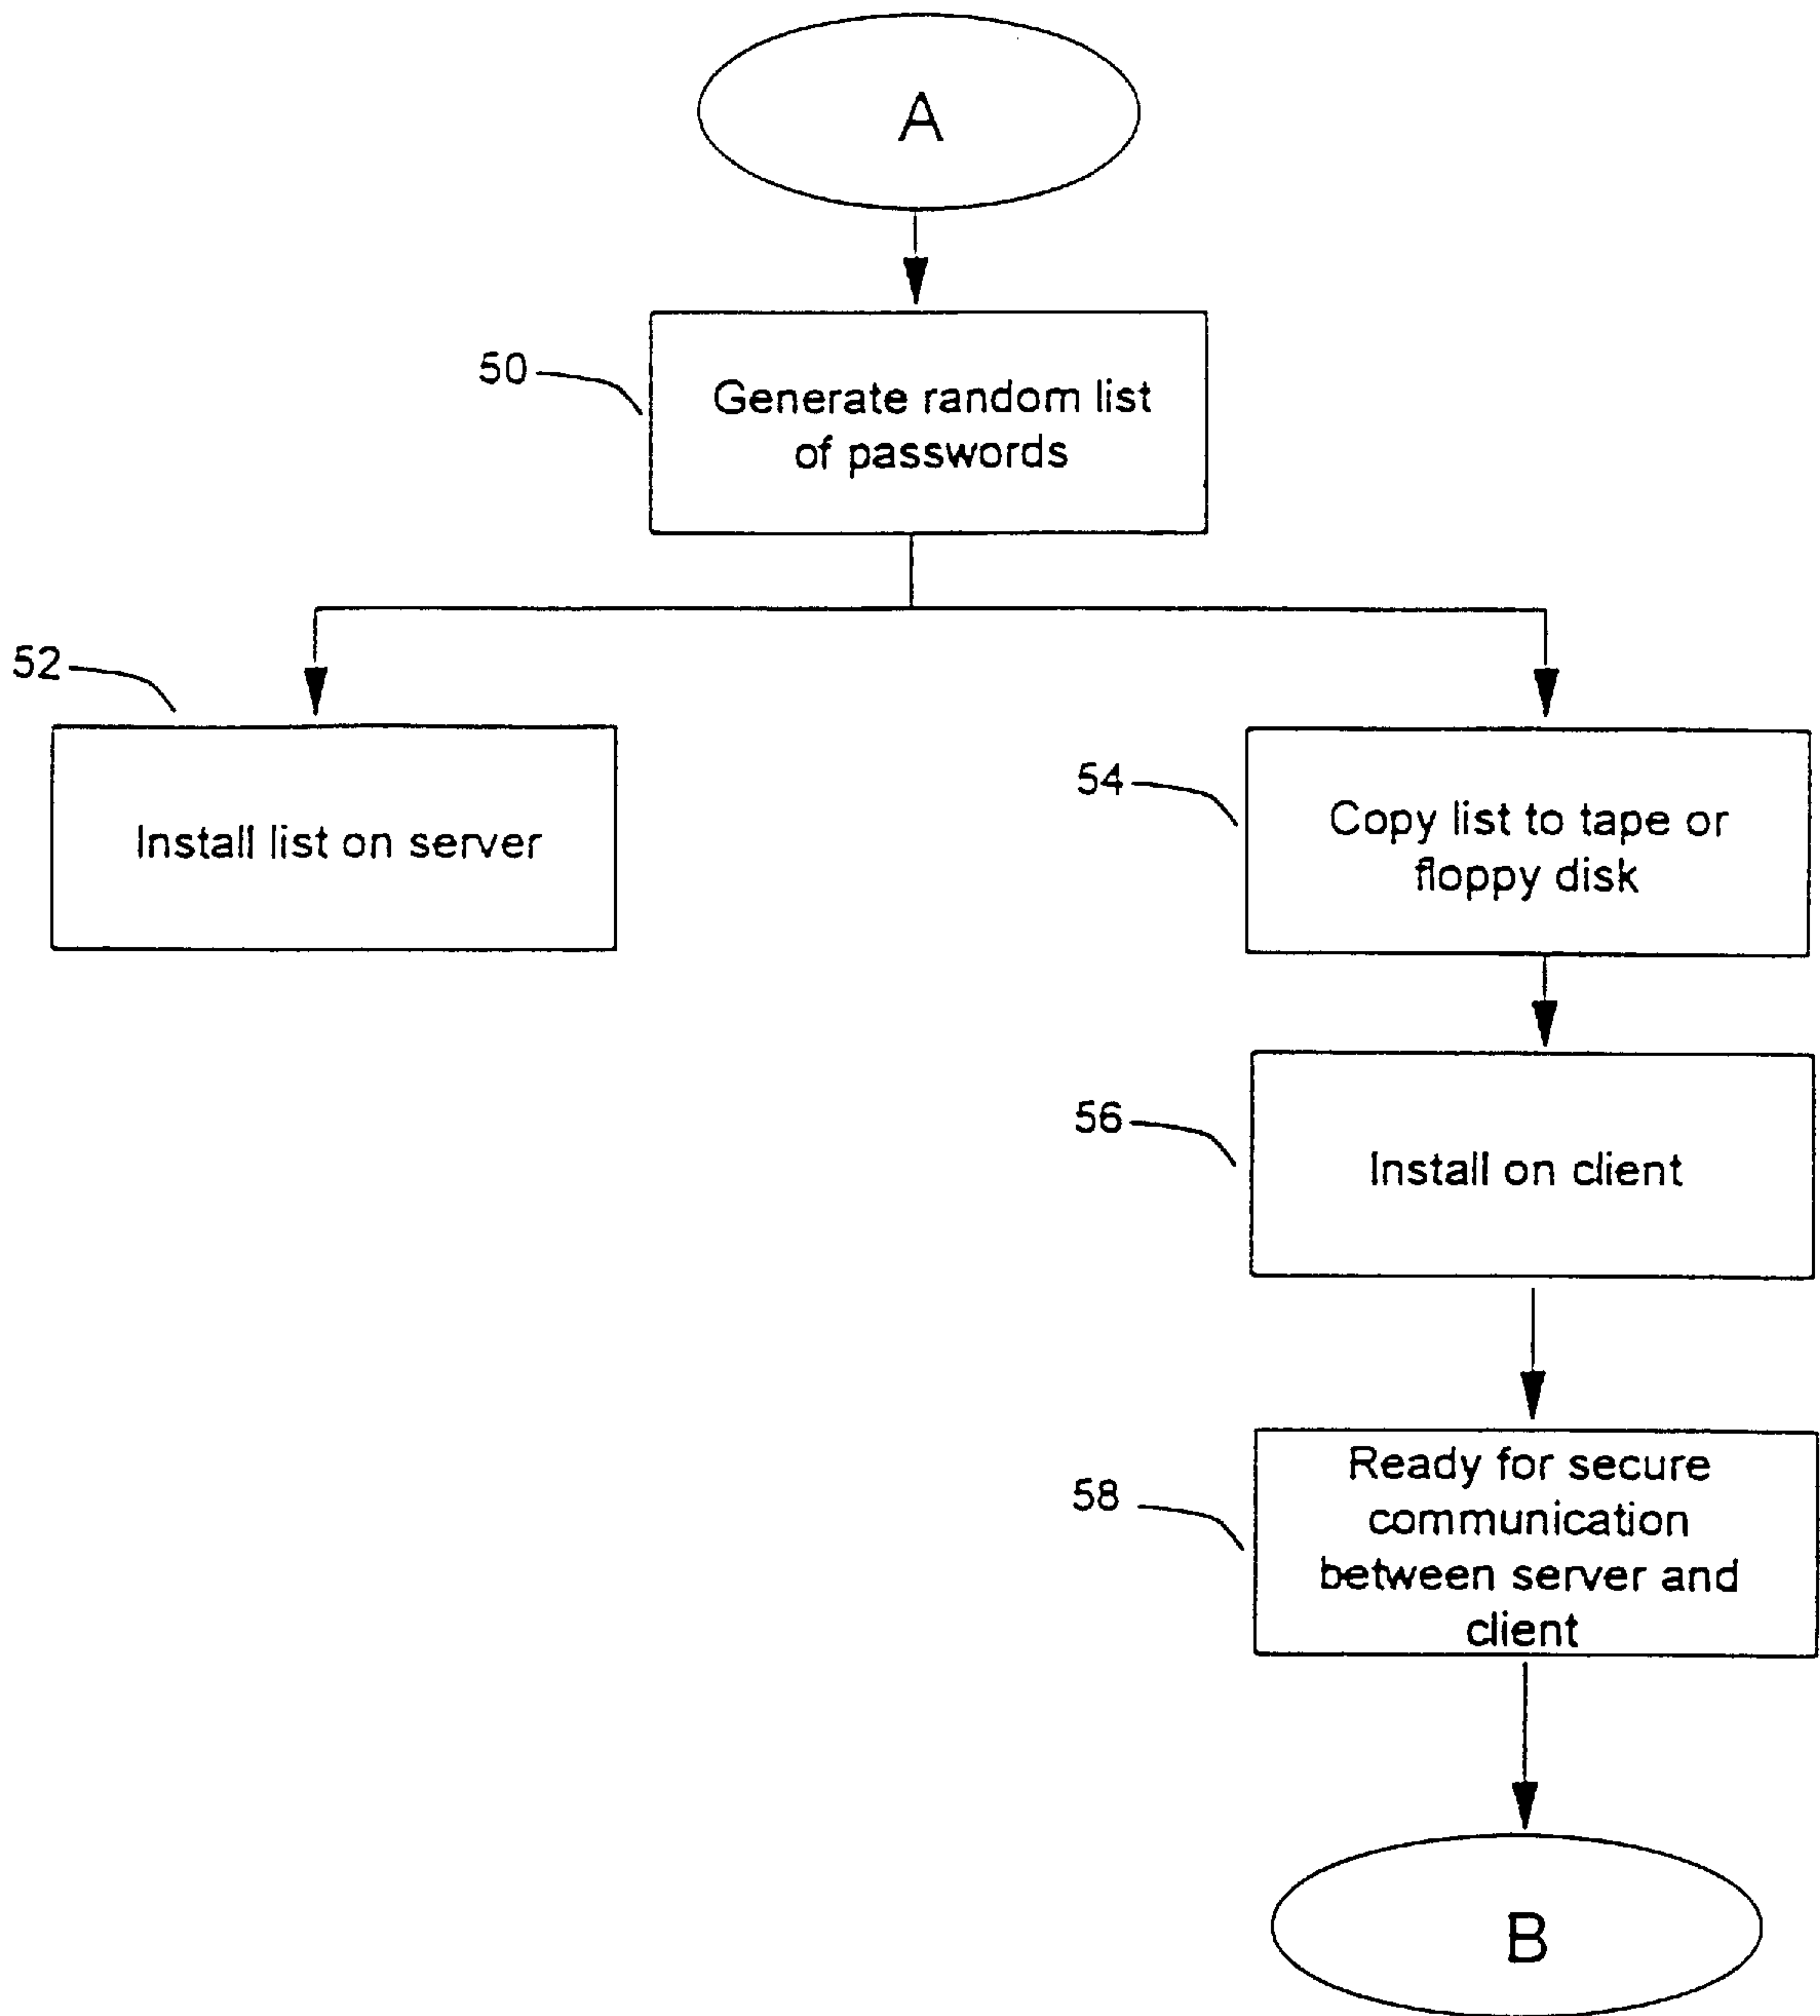 A
50
Generate random list
of passwords
52
Install list on server
54
Copy list to tape or
floppy disk
56
Install on client
58
Ready for secure
communication
between server and
client
B